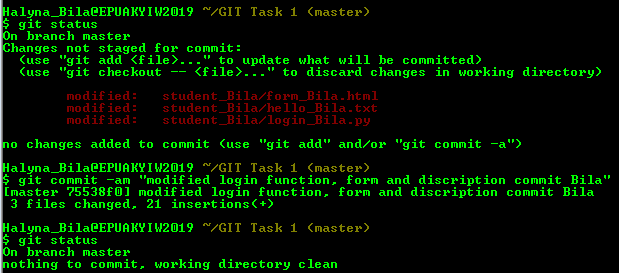 Halyna_Bila@EPUAKYIW2019 ~/GIT Task 1 (master)
$ git status
On branch master
Changes not staged for commit:
  (use "git add <file>..." to update what will be committed)
  (use "git checkout -- <file>..." to discard changes in working directory)
        modified:   student_Bila/form_Bila.html
        modified:   student_Bila/hello_Bila.txt
        modified:   student_Bila/login_Bila.py
no changes added to commit (use "git add" and/or "git commit -a")
Halyna_Bila@EPUAKYIW2019 ~/GIT Task 1 (master)
$ git commit -am "modified login function, form and discription commit Bila"
[master 75538f0] modified login function, form and discription commit Bila
 3 files changed, 21 insertions(+)
Halyna_Bila@EPUAKYIW2019 ~/GIT Task 1 (master)
$ git status
On branch master
nothing to commit, working directory clean